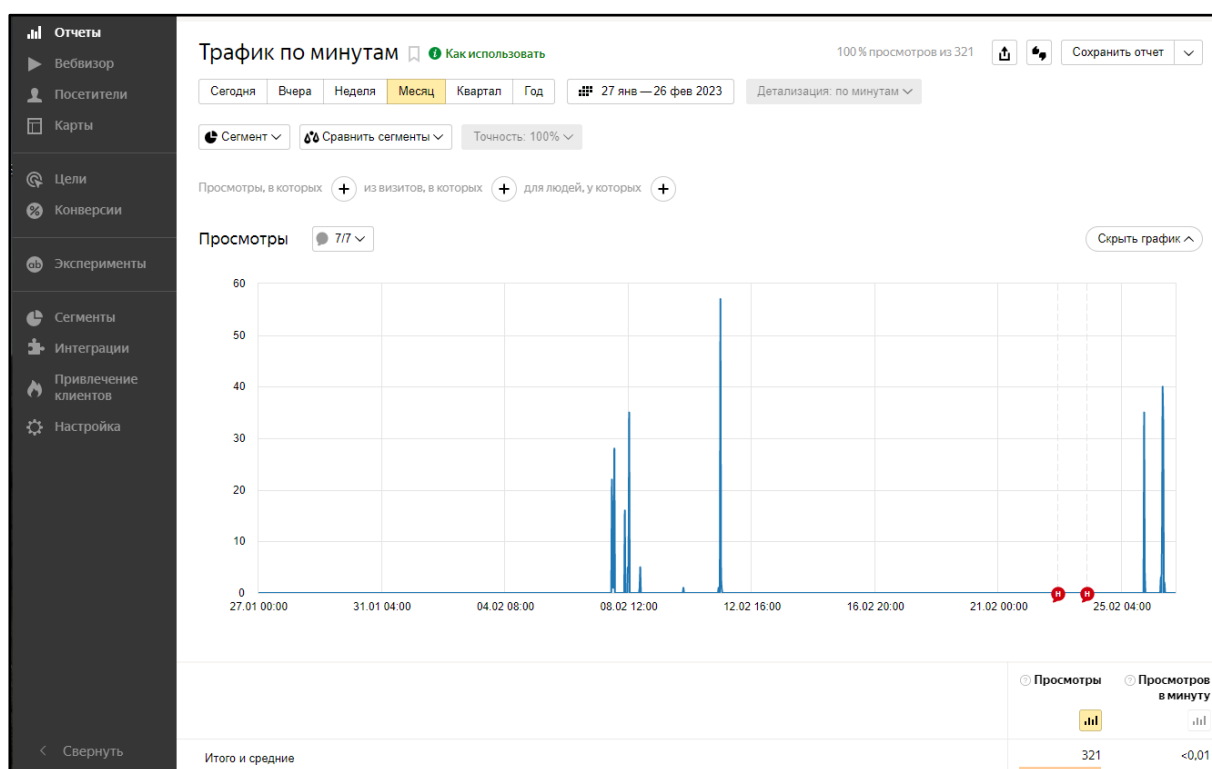 Отчеты
Вебвизор
Посетители
Карты
Цели
Конверсии
Эксперименты
Сегменты
Интеграции
Привлечение
клиентов
Настройка
Свернуть
Трафик по минутам
Как использовать
100 % просмотров из 321
Сохранить отчет
Сегодня Вчера Неделя Месяц Квартал Год
27 янв — 26 фев 2023
Детализация: по минутам
Сегмент
Сравнить сегменты
Точность: 100%
Просмотры, в которых + из визитов, в которых + для людей, у которых +
Просмотры
7/7
Скрыть график
60
50
40
30
20
10
0
27.01 00:00 31.01 04:00 04.02 08:00 08.02 12:00 12.02 16:00 16.02 20:00 21.02 00:00 25.02 04:00
Н Н
Просмотры
Просмотров
в минуту
Итого и средние 321 <0,01